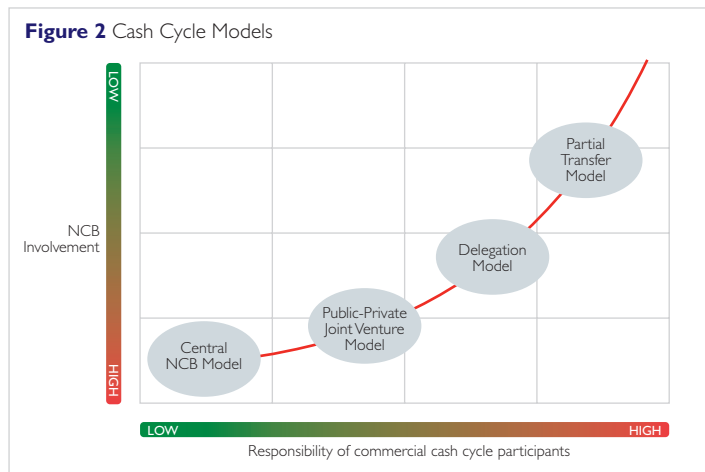 Figure 2 Cash Cycle Models
LOW
Partial
Transfer
Model
NCB
Involvement
Delegation
Model
Public-Private
Joint Venture
Model
Central
NCB Model
HIGH
LOW
HIGH
Responsibility of commercial cash cycle participants